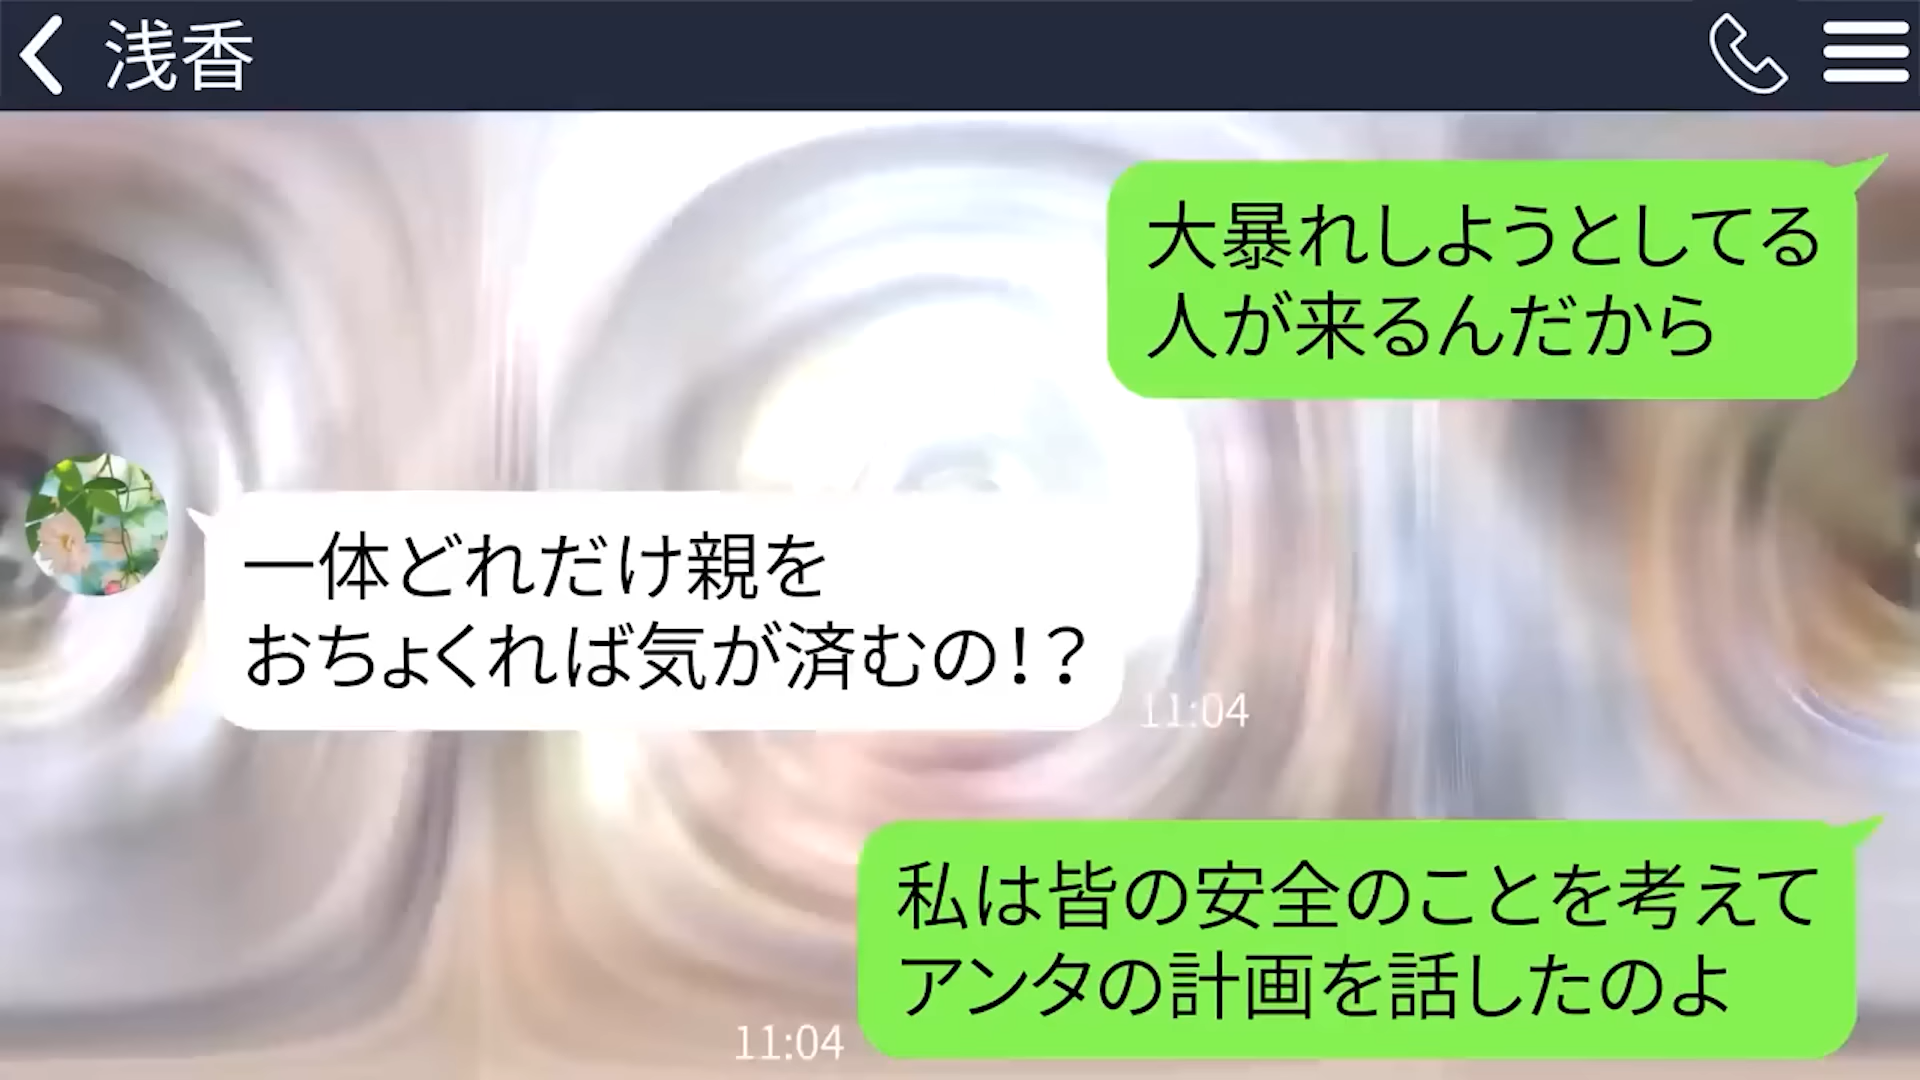 浅香
大暴れしようとしてる
人が来るんだから
一体どれだけ親を
おちょくれば気が済むの！？
11:04
私は皆の安全のことを考えて
アンタの計画を話したのよ
11:04